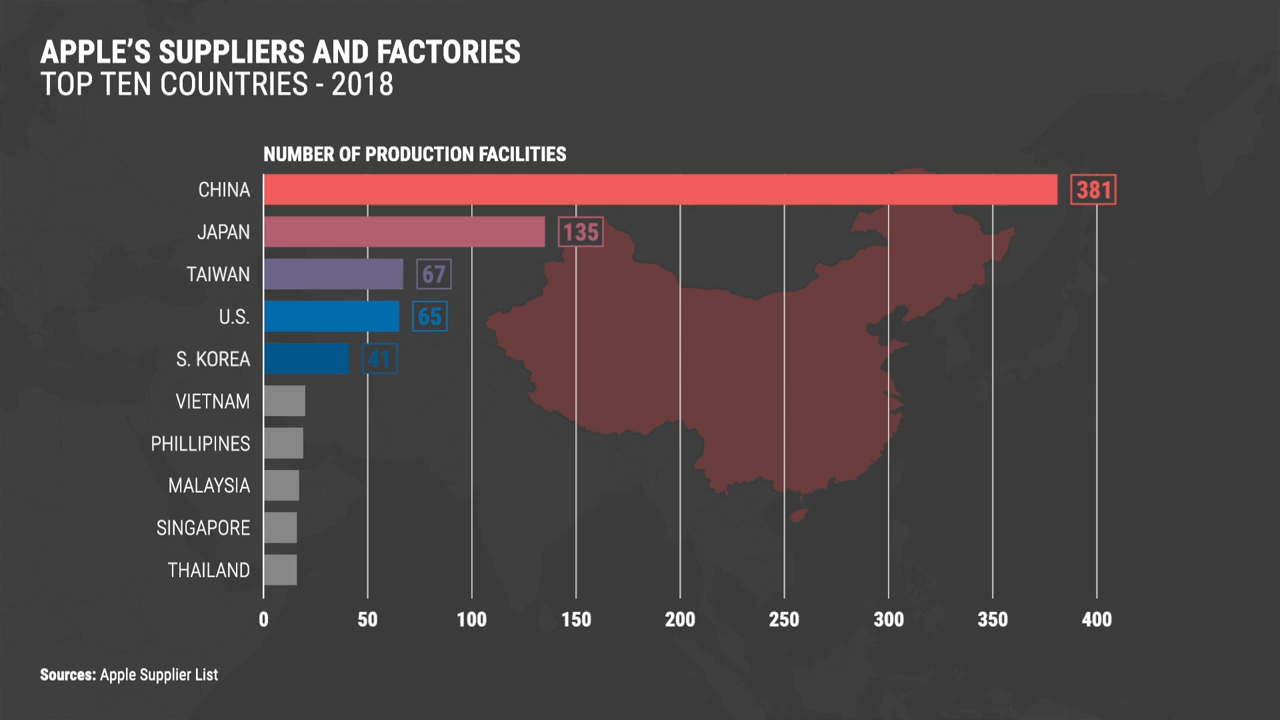 APPLE’S SUPPLIERS AND FACTORIES
TOP TEN COUNTRIES - 2018
NUMBER OF PRODUCTION FACILITIES
CHINA 381
JAPAN 135
TAIWAN 67
U.S. 65
S. KOREA 41
VIETNAM
PHILLIPINES
MALAYSIA
SINGAPORE
THAILAND
0 50 100 150 200 250 300 350 400
Sources: Apple Supplier List